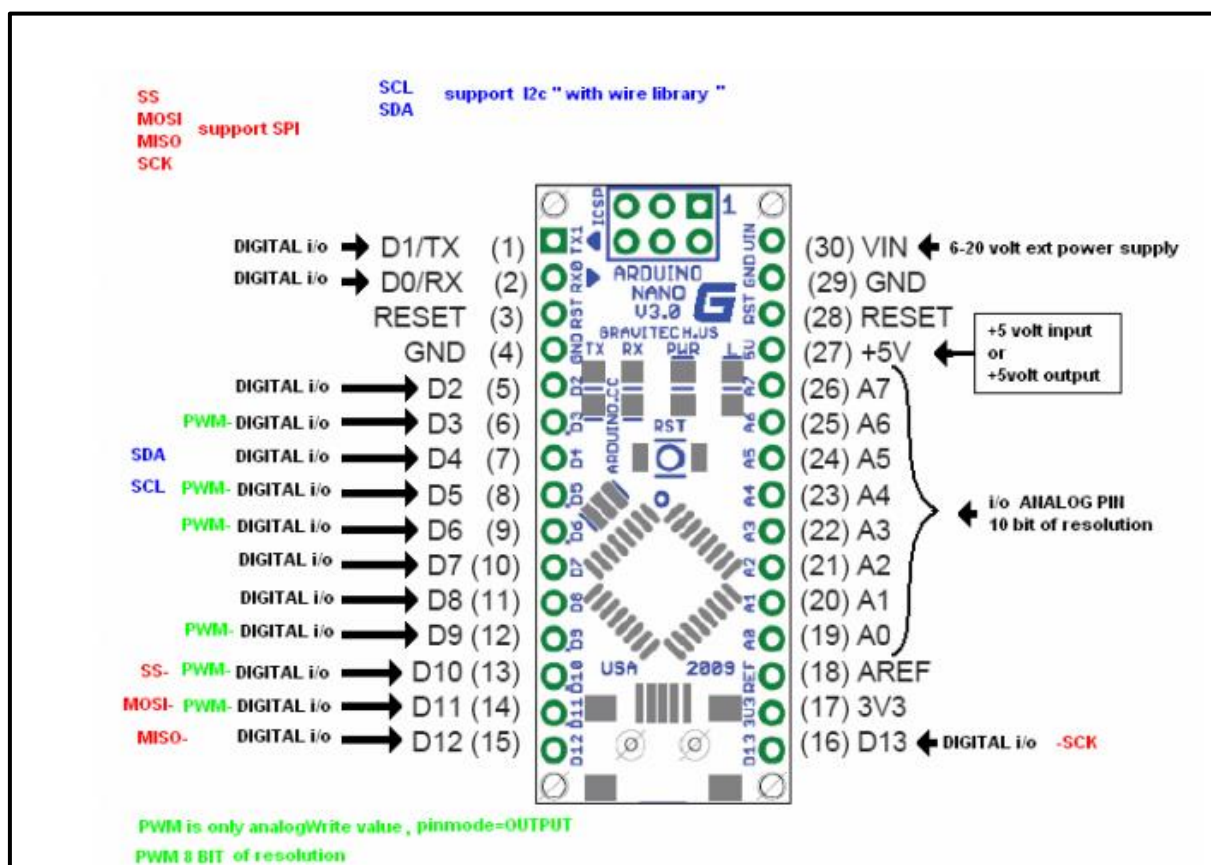 SS
MOSI
MISO
SCK
support SPI
SCL
SDA
support I2c " with wire library "
DIGITAL i/o D1/TX (1)
DIGITAL i/o D0/RX (2)
RESET (3)
GND (4)
DIGITAL i/o D2 (5)
PWM- DIGITAL i/o D3 (6)
SDA DIGITAL i/o D4 (7)
SCL PWM- DIGITAL i/o D5 (8)
PWM- DIGITAL i/o D6 (9)
DIGITAL i/o D7 (10)
DIGITAL i/o D8 (11)
PWM- DIGITAL i/o D9 (12)
SS- PWM- DIGITAL i/o D10 (13)
MOSI- PWM- DIGITAL i/o D11 (14)
MISO- DIGITAL i/o D12 (15)
ICSP
1
TX1
RX0
RST
GND
D2
D3
D4
D5
D6
D7
D8
D9
D10
D11
D12
ARDUINO
NANO
V3.0
G
GRAVITECH.US
TX RX PWR L
ARDUINO.CC
RST
USA 2009
VIN
GND
RST
5V
A7
A6
A5
A4
A3
A2
A1
A0
REF
3V3
D13
(30) VIN 6-20 volt ext power supply
(29) GND
(28) RESET
(27) +5V
+5 volt input
or
+5volt output
(26) A7
(25) A6
(24) A5
(23) A4
(22) A3
(21) A2
(20) A1
(19) A0
i/o ANALOG PIN
10 bit of resolution
(18) AREF
(17) 3V3
(16) D13 DIGITAL i/o -SCK
PWM is only analogWrite value , pinmode=OUTPUT
PWM 8 BIT of resolution